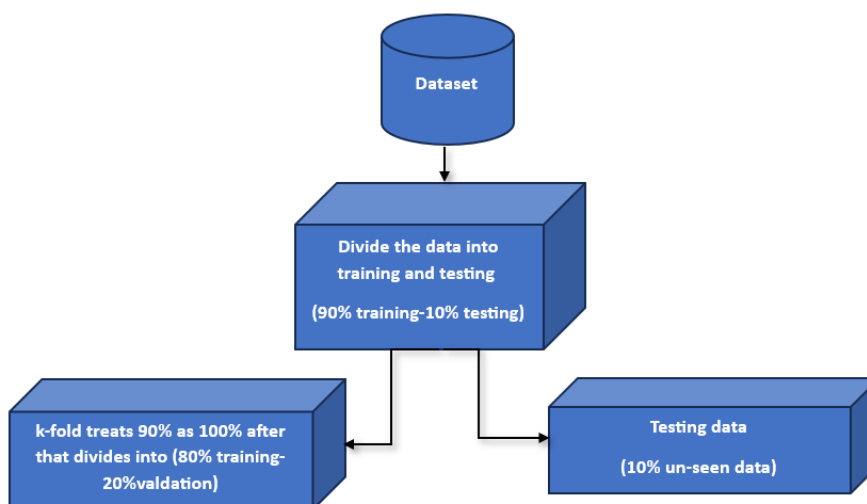 Dataset
Divide the data into
training and testing
(90% training-10% testing)
k-fold treats 90% as 100% after
that divides into (80% training-
20%valdation)
Testing data
(10% un-seen data)